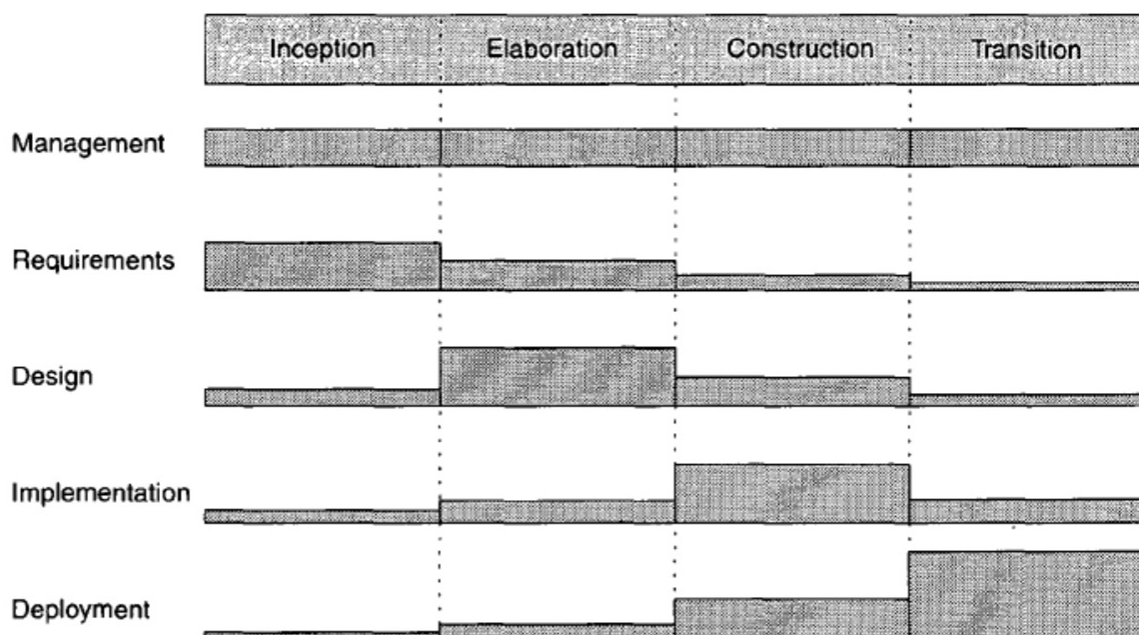 Inception Elaboration Construction Transition
Management
Requirements
Design
Implementation
Deployment